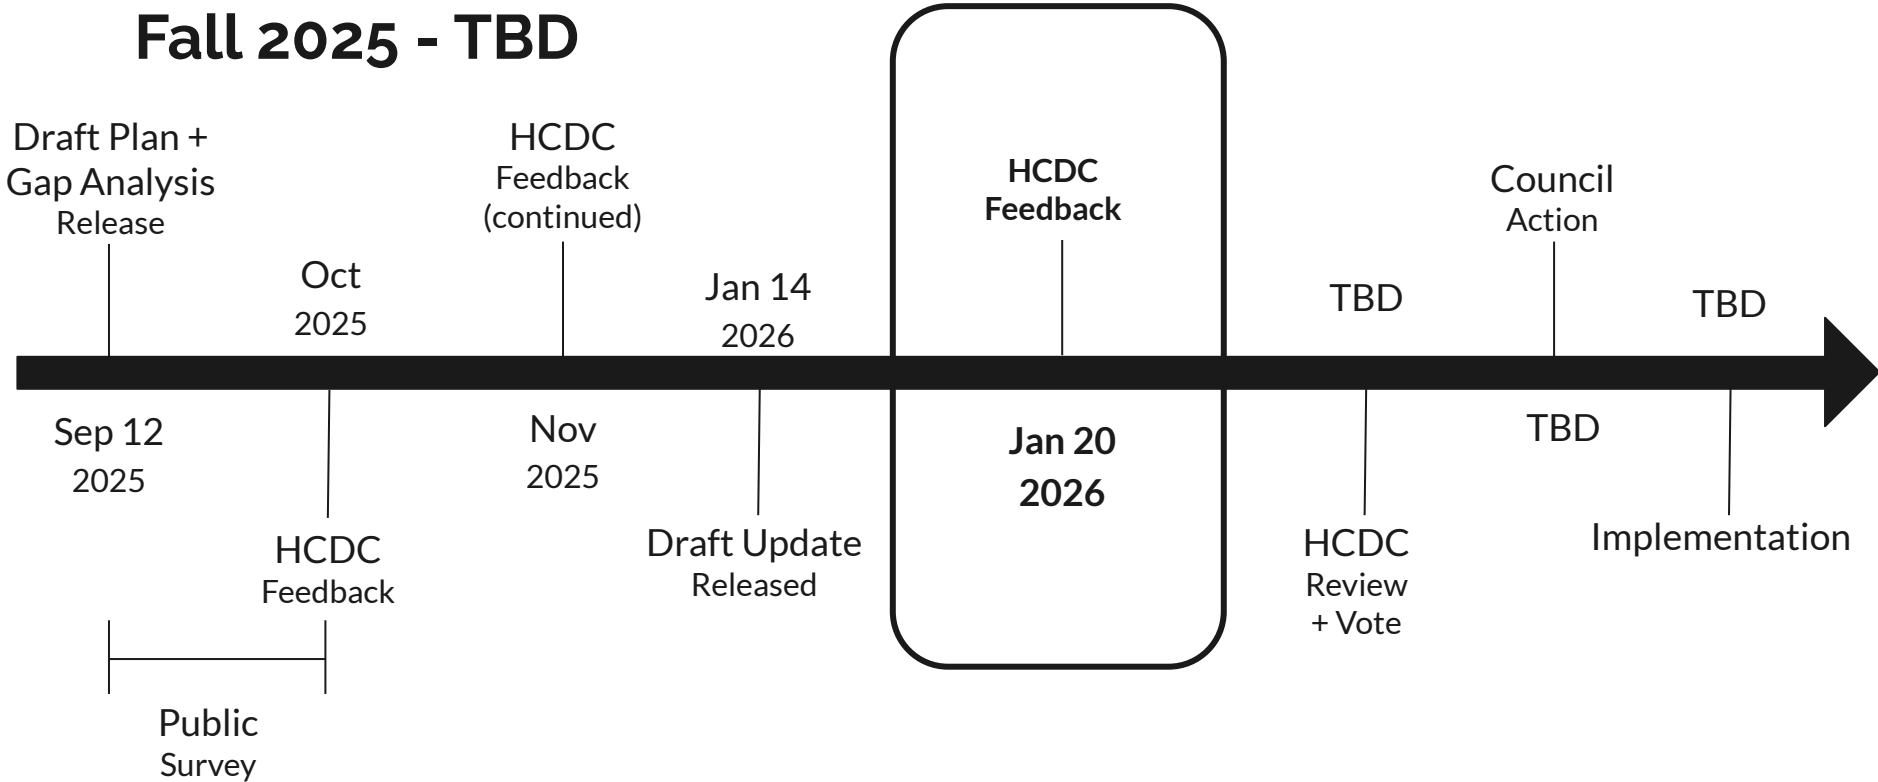 Fall 2025 - TBD
Draft Plan +
Gap Analysis
Release
Sep 12
2025
Oct
2025
HCDC
Feedback
Public
Survey
HCDC
Feedback
(continued)
Nov
2025
Jan 14
2026
Draft Update
Released
HCDC
Feedback
Jan 20
2026
TBD
HCDC
Review
+ Vote
Council
Action
TBD
TBD
Implementation